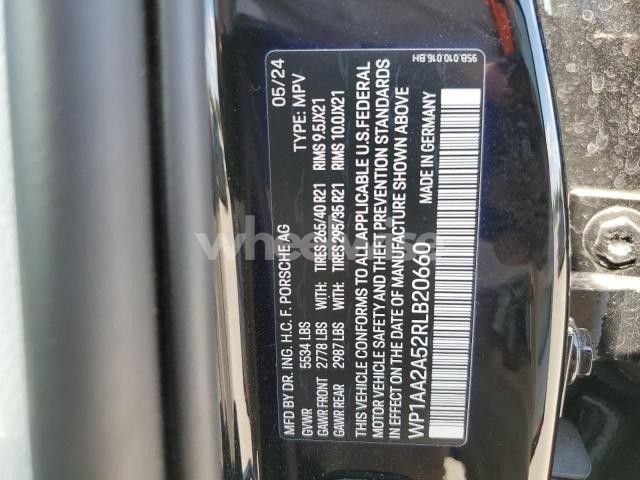 95B.010.016.BH
MFD BY DR. ING. H.C. F. PORSCHE AG 05/24
GVWR 5534 LBS TYPE: MPV
GAWR FRONT 2778 LBS WITH: TIRES 265/40 R21 RIMS 9.5JX21
GAWR REAR 2987 LBS WITH: TIRES 295/35 R21 RIMS 10.0JX21
THIS VEHICLE CONFORMS TO ALL APPLICABLE U.S. FEDERAL
MOTOR VEHICLE SAFETY AND THEFT PREVENTION STANDARDS
IN EFFECT ON THE DATE OF MANUFACTURE SHOWN ABOVE
WP1AA2A52RLB20660 MADE IN GERMANY